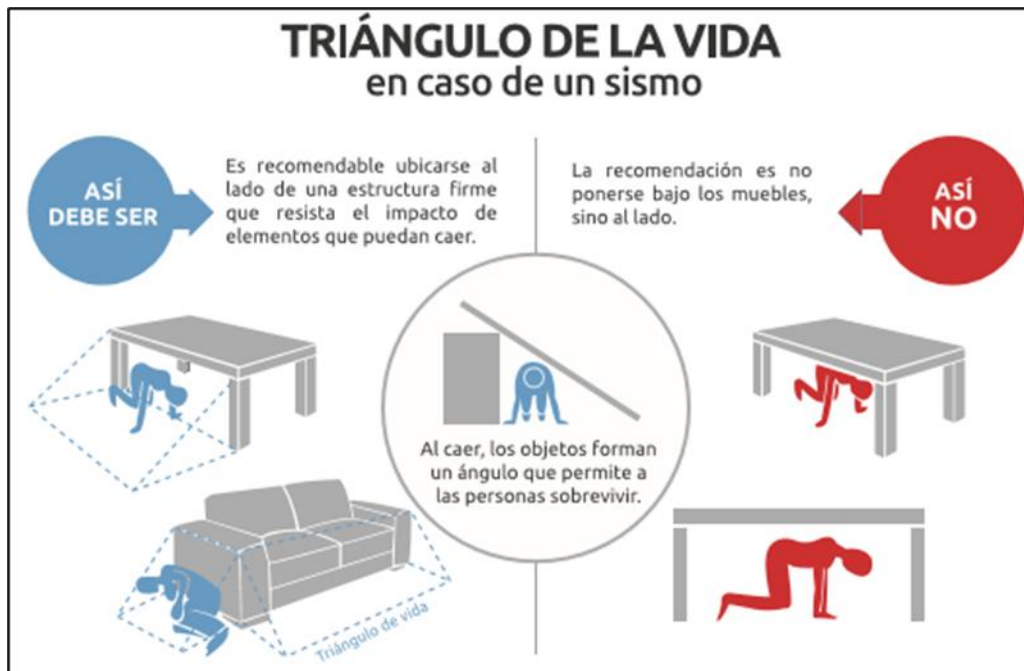 TRIÁNGULO DE LA VIDA
en caso de un sismo
ASÍ
DEBE SER
Es recomendable ubicarse al
lado de una estructura firme
que resista el impacto de
elementos que puedan caer.
La recomendación es no
ponerse bajo los muebles,
sino al lado.
ASÍ
NO
Al caer, los objetos forman
un ángulo que permite a
las personas sobrevivir.
Triángulo de vida